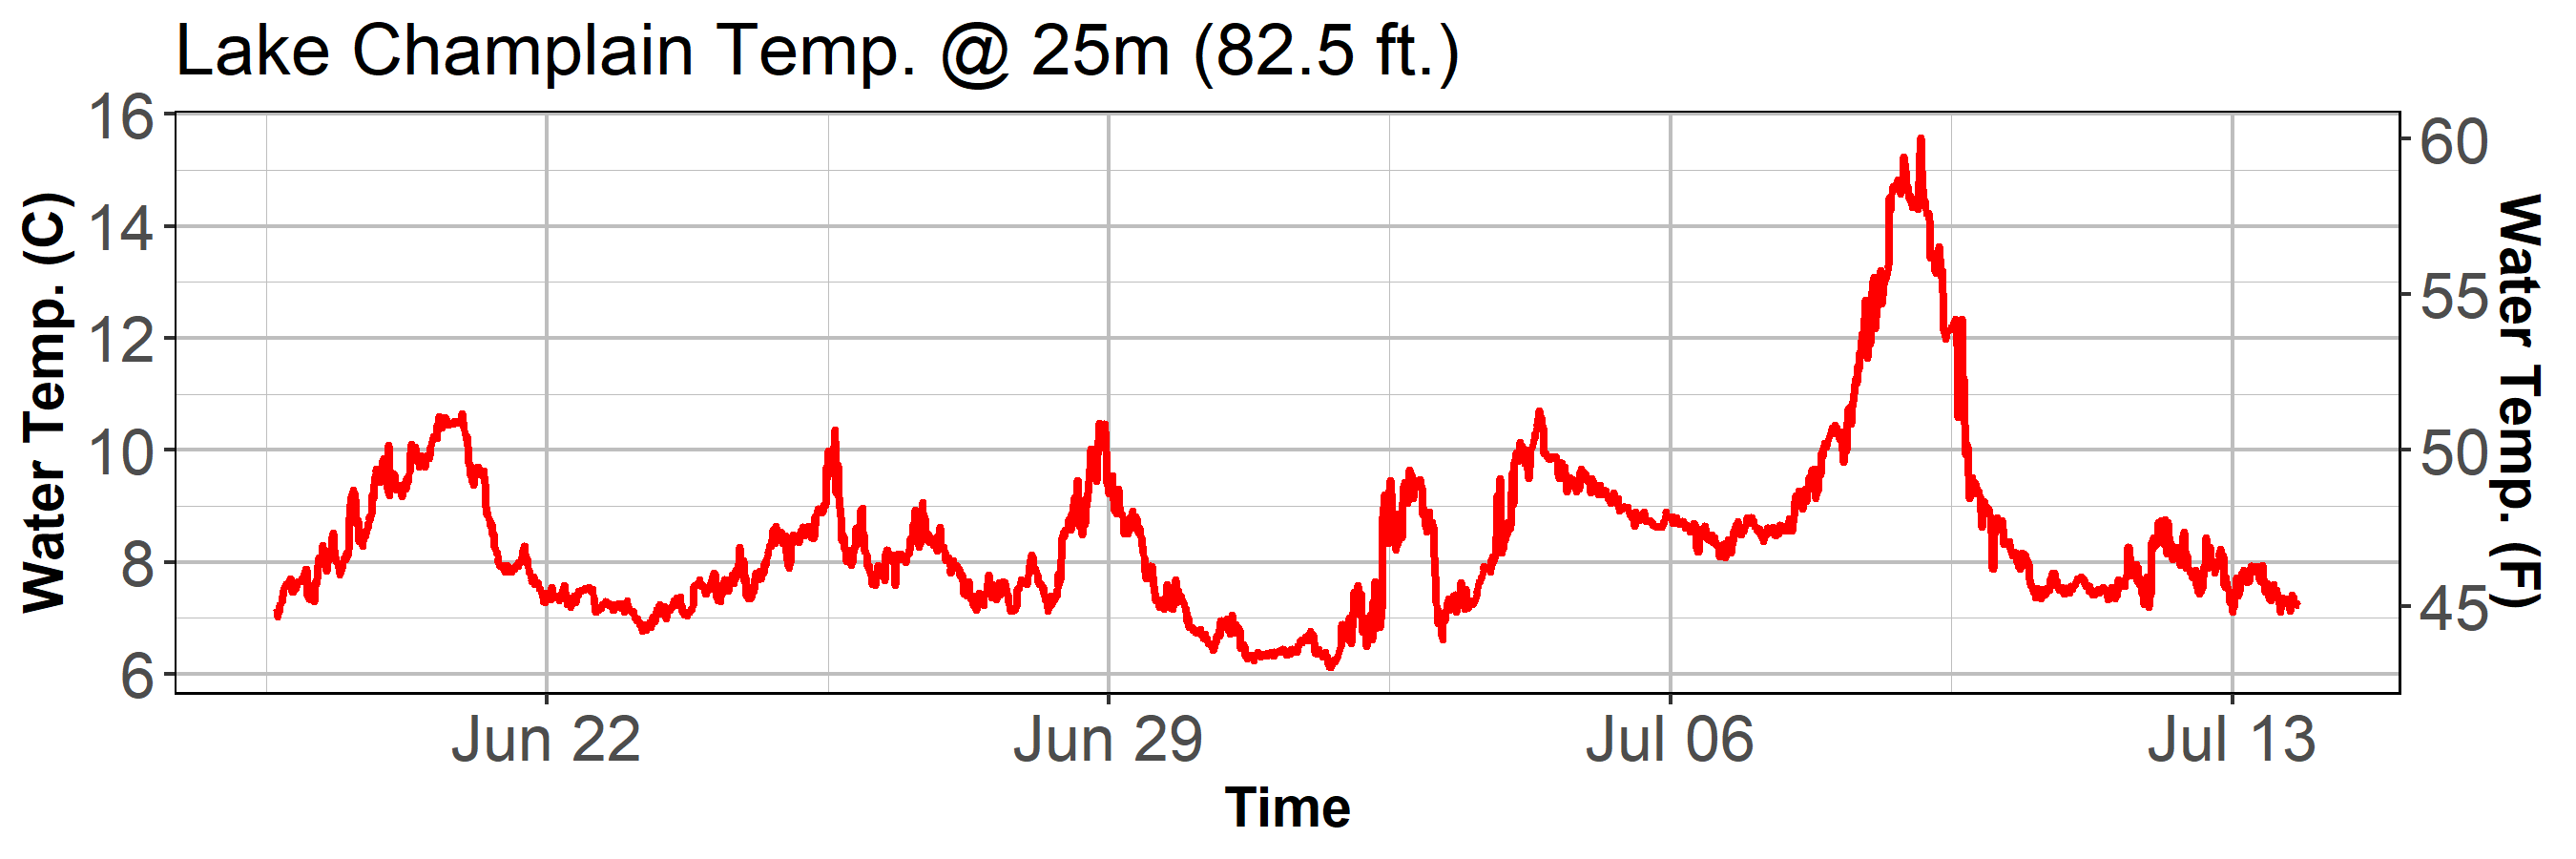 Lake Champlain Temp. @ 25m (82.5 ft.)
Water Temp. (C)
16
14
12
10
8
6
60
55
50
45
Water Temp. (F)
Jun 22
Jun 29
Jul 06
Jul 13
Time